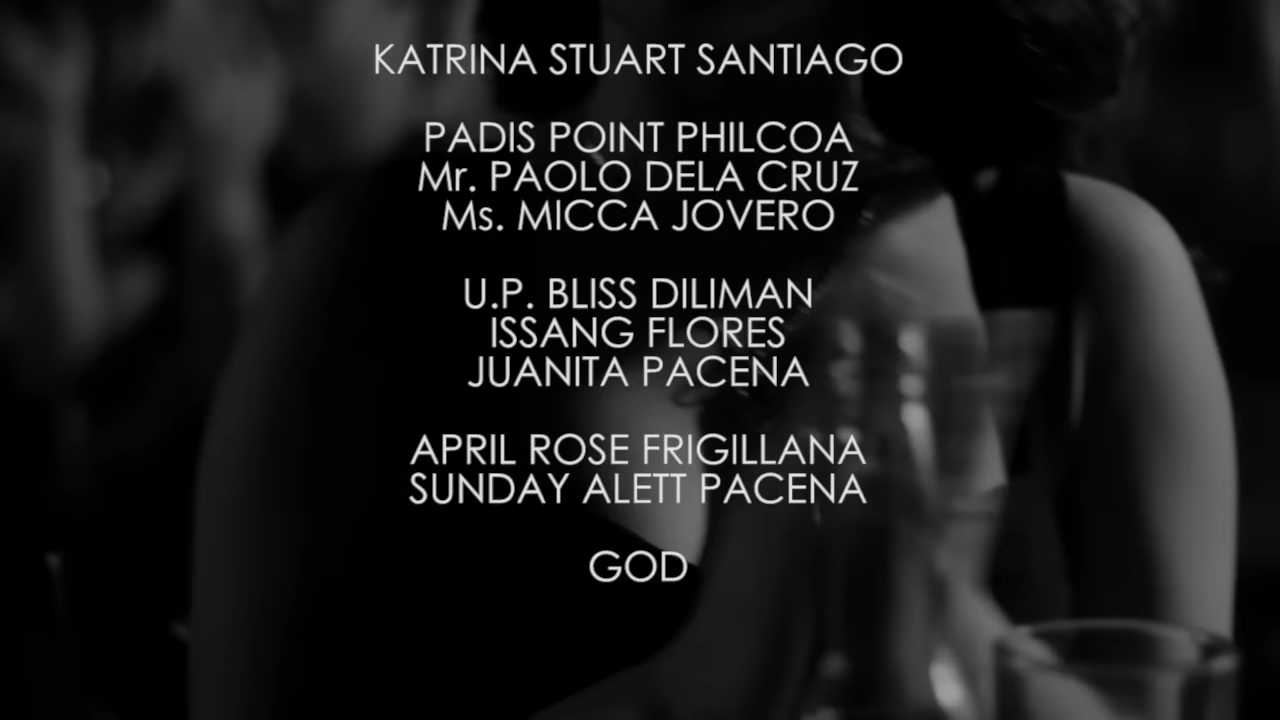 KATRINA STUART SANTIAGO
PADIS POINT PHILCOA
Mr. PAOLO DELA CRUZ
Ms. MICCA JOVERO
U.P. BLISS DILIMAN
ISSANG FLORES
JUANITA PACENA
APRIL ROSE FRIGILLANA
SUNDAY ALETT PACENA
GOD